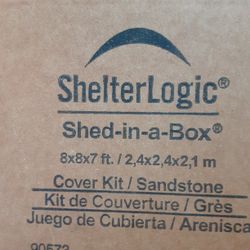 ShelterLogic®
Shed-in-a-Box®
8x8x7 ft. / 2,4x2,4x2,1 m
Cover Kit / Sandstone
Kit de Couverture / Grès
Juego de Cubierta / Arenisca
90573